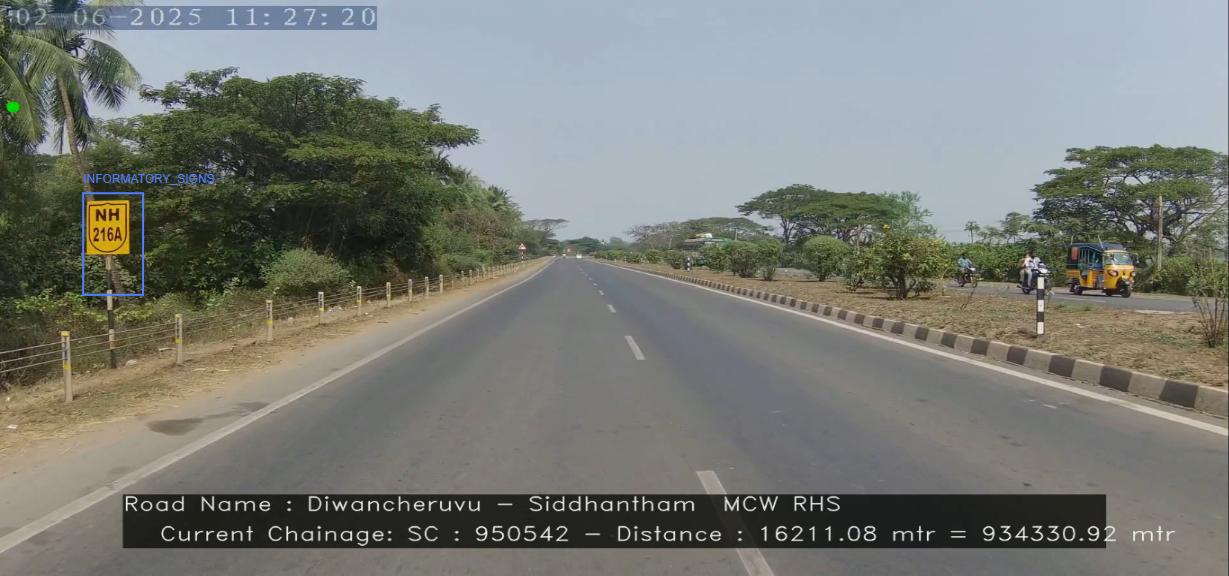 02-06-2025 11:27:20
INFORMATORY_SIGNS
NH
216A
Road Name : Diwancheruvu - Siddhantham MCW RHS
Current Chainage: SC : 950542 - Distance : 16211.08 mtr = 934330.92 mtr